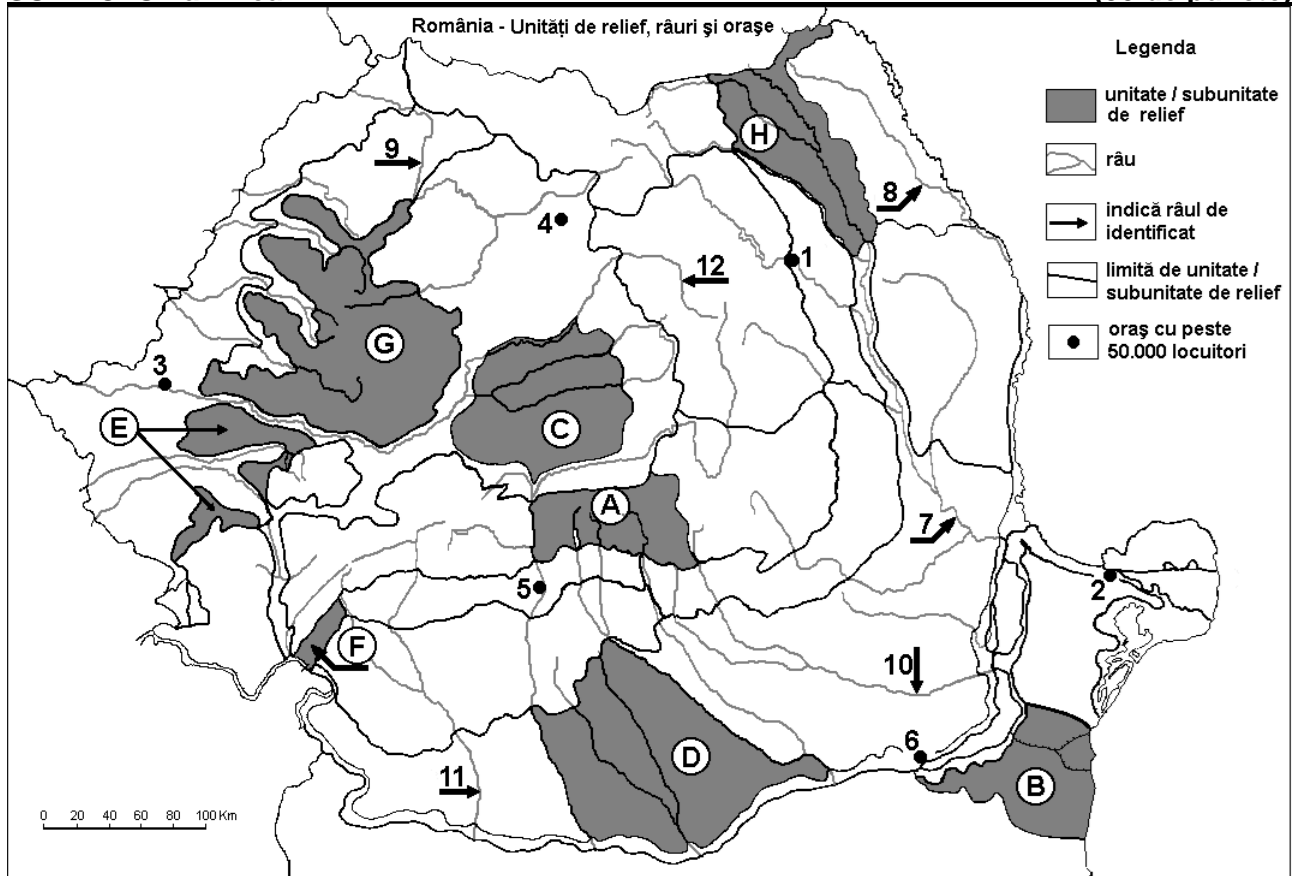 România - Unități de relief, râuri și orașe
Legenda
unitate / subunitate
de relief
râu
indică râul de
identificat
limită de unitate /
subunitate de relief
oraș cu peste
50.000 locuitori
H
9
8
4
1
12
G
3
E
C
A
7
5
2
F
10
6
D
11
B
0 20 40 60 80 100 Km